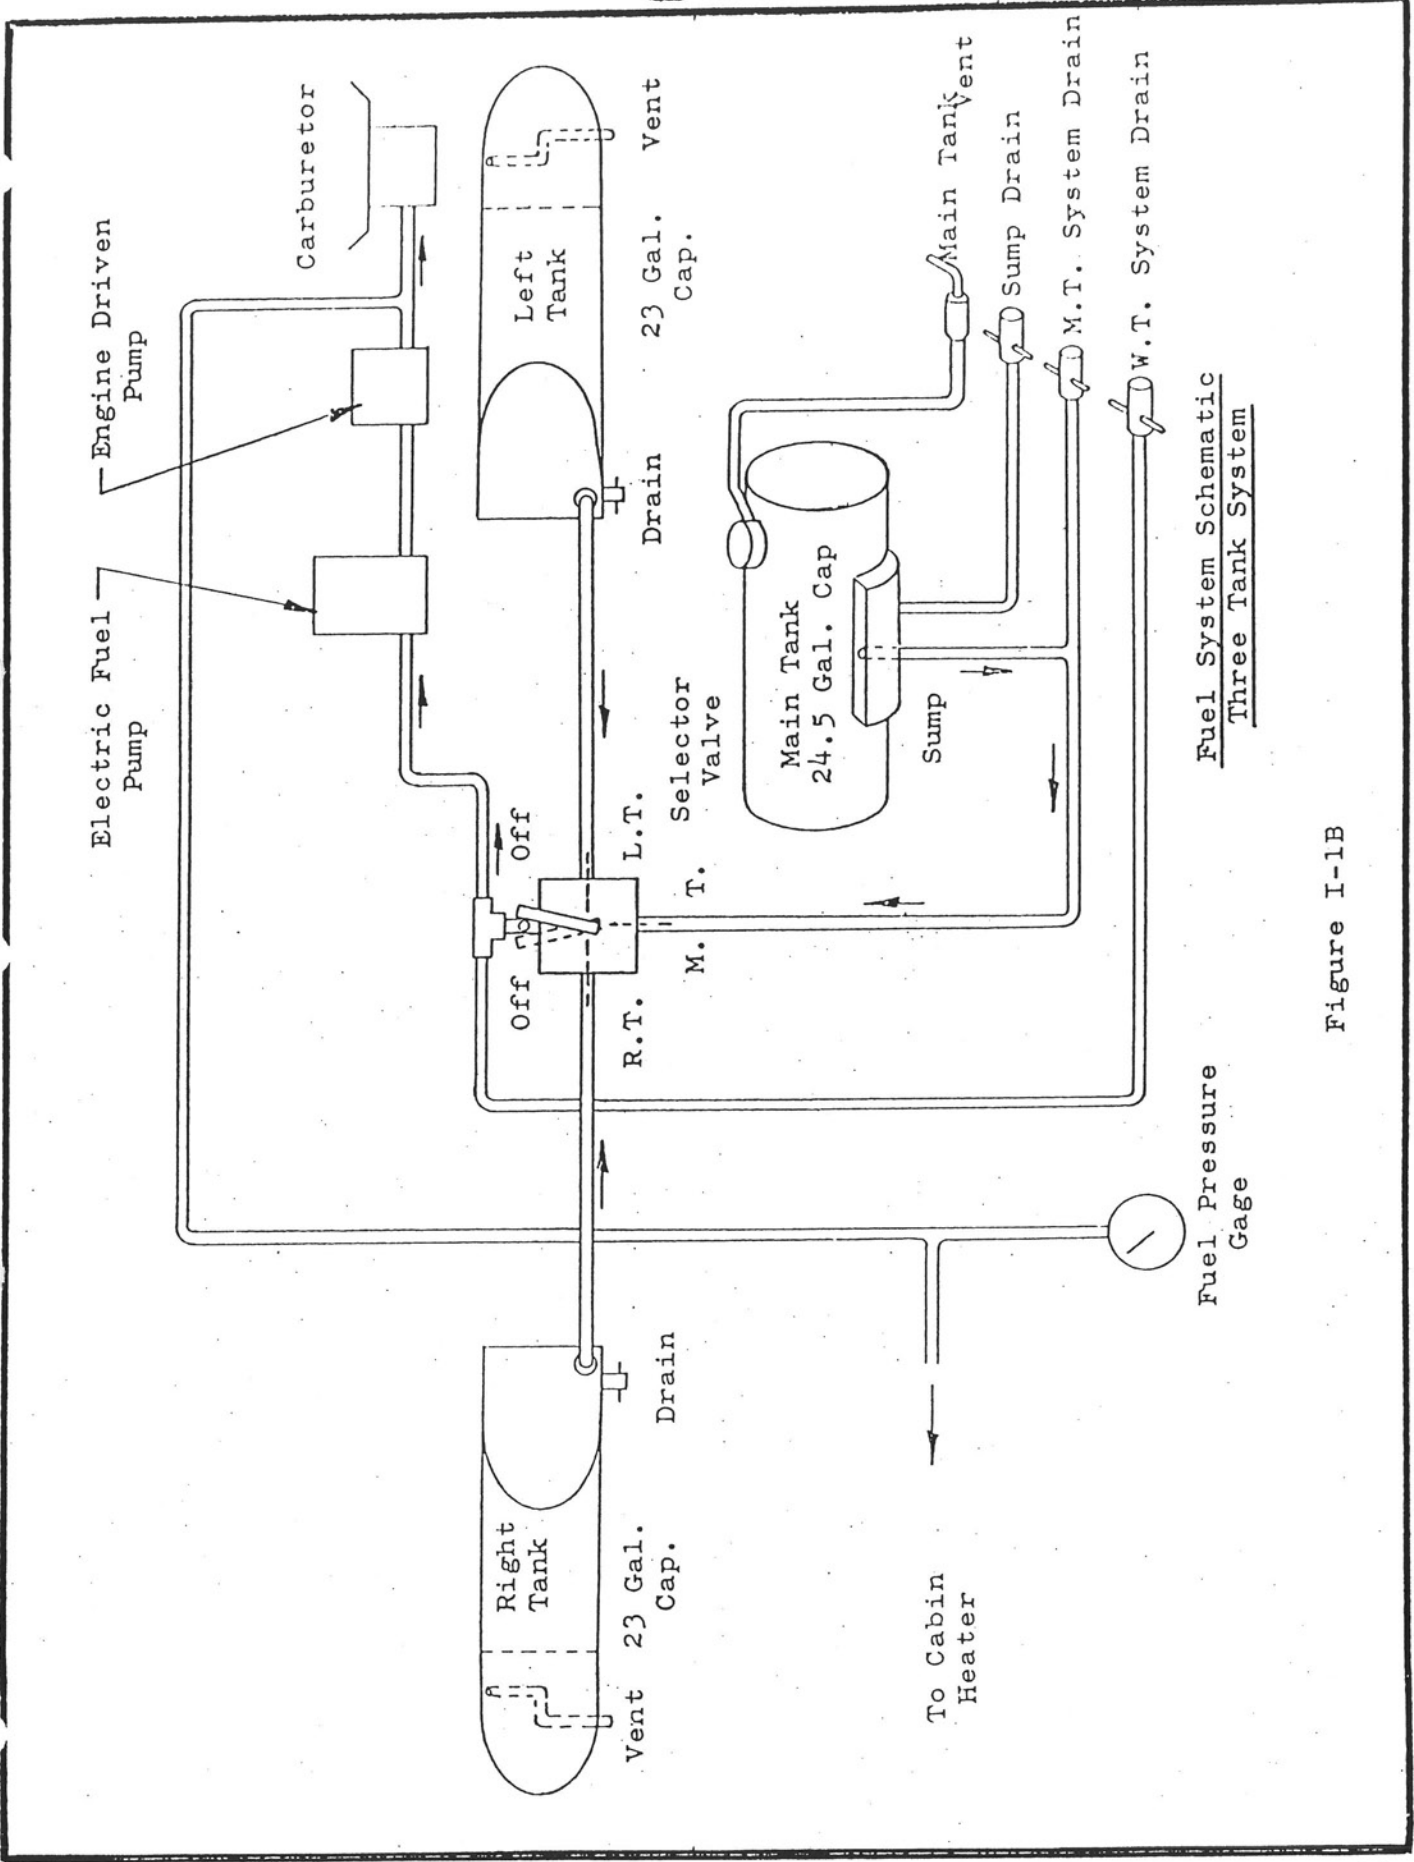 Electric Fuel
Pump
Engine Driven
Pump
Carburetor
Right
Tank
Vent
23 Gal.
Cap.
Drain
Off
Off
R.T.
L.T.
M. T.
Selector
Valve
Left
Tank
Drain
23 Gal.
Cap.
Vent
Main Tank
24.5 Gal. Cap
Sump
Main Tank
Vent
Sump Drain
M.T. System Drain
W.T. System Drain
To Cabin
Heater
Fuel Pressure
Gage
Fuel System Schematic
Three Tank System
Figure I-1B